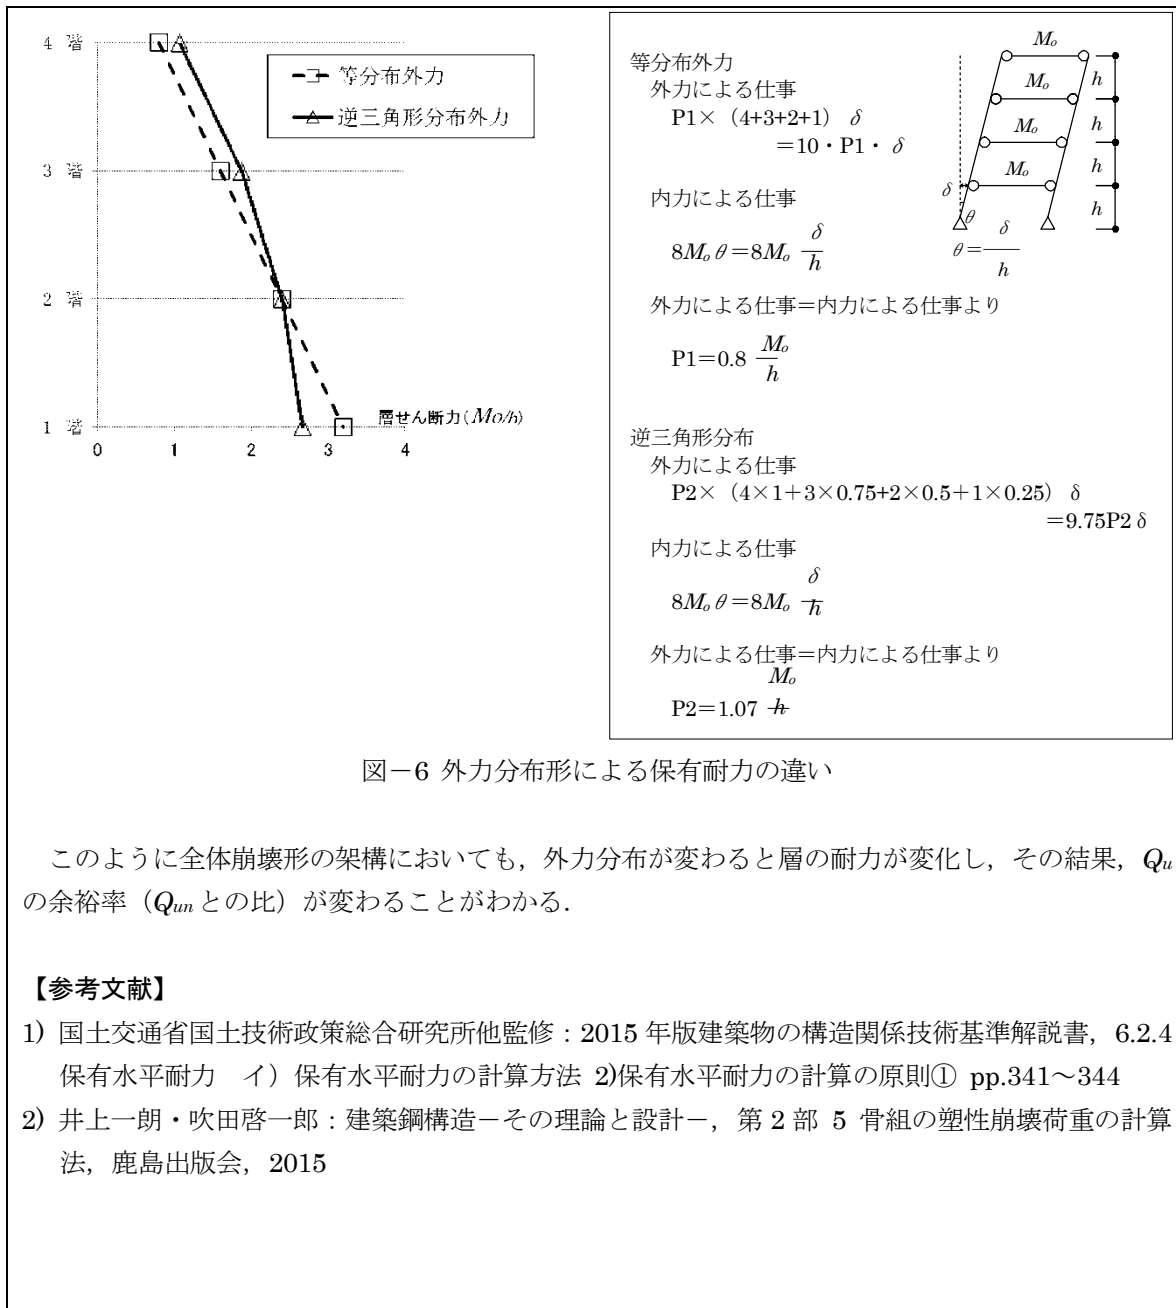 4 階
3 階
2 階
1 階
0 1 2 3 4
等分布外力
逆三角形分布外力
層せん断力(Mo/h)
等分布外力
外力による仕事
P1×（4+3+2+1）δ
＝10・P1・δ
内力による仕事
8Moθ＝8Mo δ/h
外力による仕事＝内力による仕事より
P1＝0.8 Mo/h
逆三角形分布
外力による仕事
P2×（4×1＋3×0.75+2×0.5＋1×0.25）δ
＝9.75P2δ
内力による仕事
8Moθ＝8Mo δ/h
外力による仕事＝内力による仕事より
P2＝1.07 Mo/h
Mo
Mo h
Mo h
Mo h
δ h
θ
θ＝δ/h
図－6 外力分布形による保有耐力の違い
このように全体崩壊形の架構においても，外力分布が変わると層の耐力が変化し，その結果，Qu
の余裕率（Qunとの比）が変わることがわかる．
【参考文献】
1) 国土交通省国土技術政策総合研究所他監修：2015 年版建築物の構造関係技術基準解説書，6.2.4
保有水平耐力　イ）保有水平耐力の計算方法 2)保有水平耐力の計算の原則① pp.341～344
2) 井上一朗・吹田啓一郎：建築鋼構造－その理論と設計－，第 2 部 5 骨組の塑性崩壊荷重の計算
法，鹿島出版会，2015